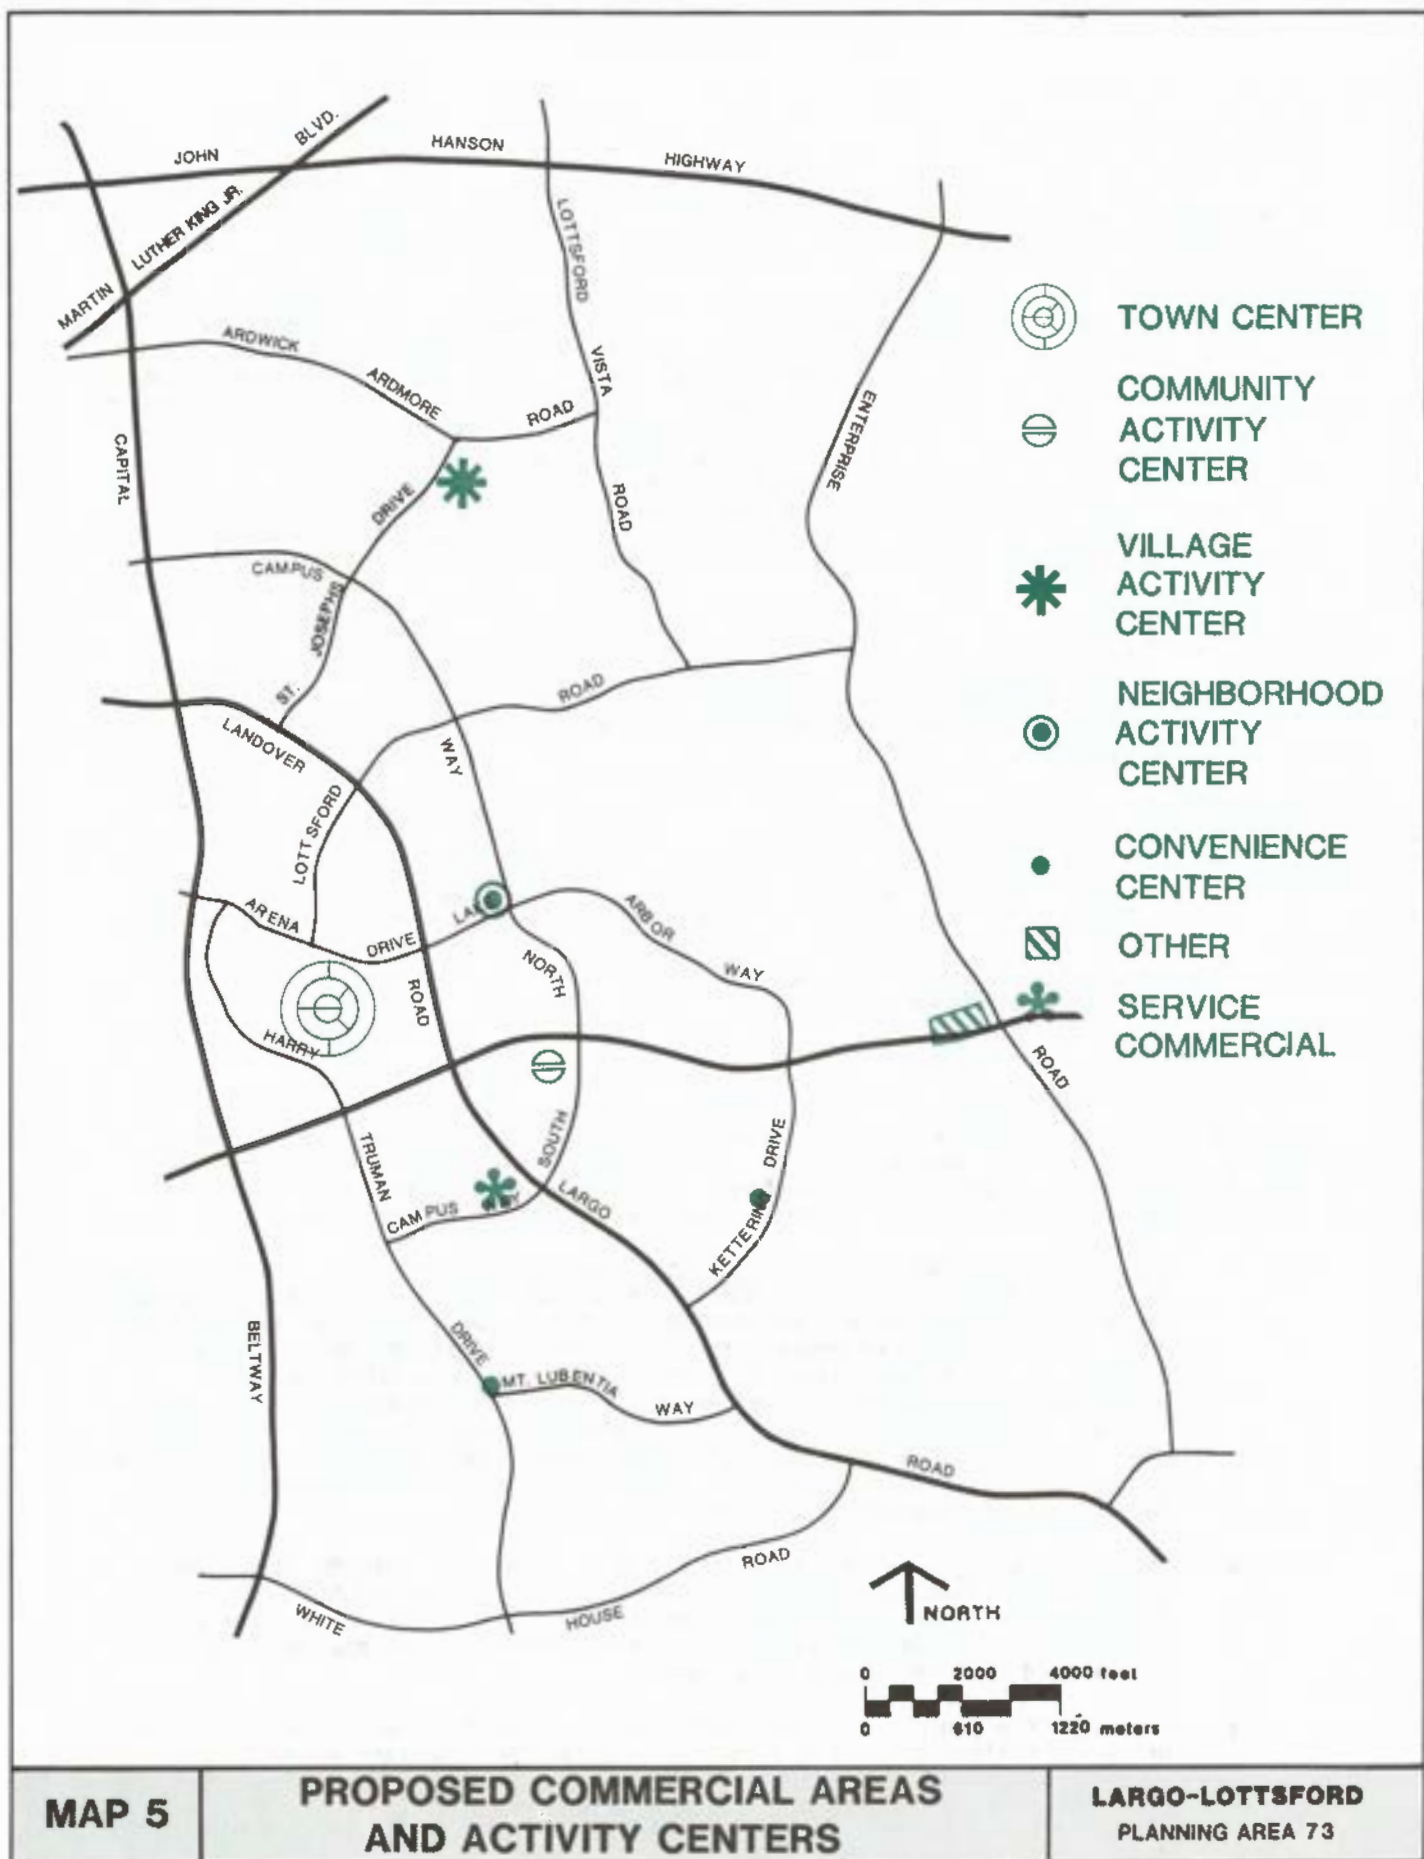 JOHN
HANSON
HIGHWAY
MARTIN
LUTHER KING JR.
BLVD.
LOTTSFORD
VISTA
ROAD
ARDWICK
ARDMORE
ROAD
ENTERPRISE
ROAD
CAPITAL
BELTWAY
DRIVE
JOSEPHS
ST.
CAMPUS
WAY
NORTH
SOUTH
LANDOVER
ROAD
LOTTSFORD
ROAD
ARENA
DRIVE
ARBOR
WAY
HARRY
TRUMAN
DRIVE
CAMPUS
LARGO
ROAD
DRIVE
MT. LUBENTIA
WAY
WHITE
HOUSE
ROAD
TOWN CENTER
COMMUNITY
ACTIVITY
CENTER
VILLAGE
ACTIVITY
CENTER
NEIGHBORHOOD
ACTIVITY
CENTER
CONVENIENCE
CENTER
OTHER
SERVICE
COMMERCIAL
NORTH
0 2000 4000 feet
0 610 1220 meters
MAP 5
PROPOSED COMMERCIAL AREAS
AND ACTIVITY CENTERS
LARGO-LOTTSFORD
PLANNING AREA 73